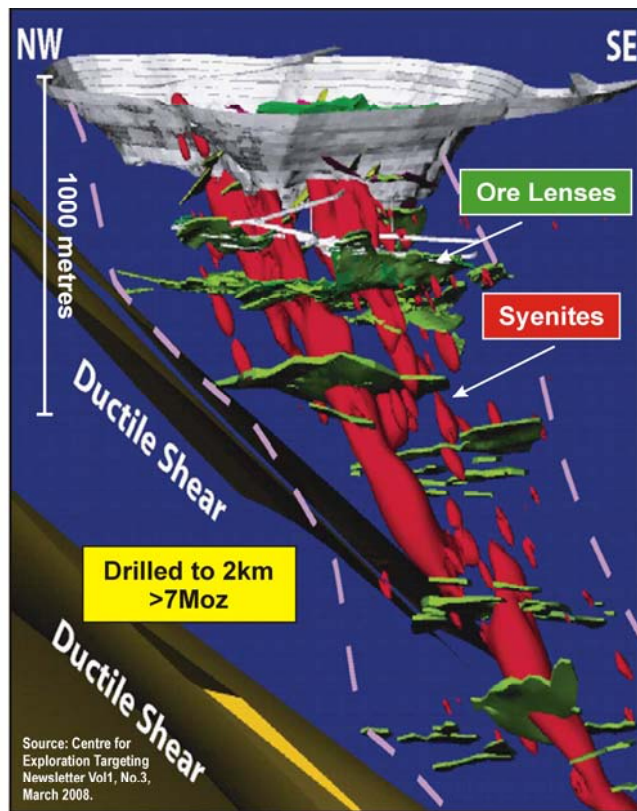 NW
SE
1000 metres
Ore Lenses
Syenites
Ductile Shear
Drilled to 2km
>7Moz
Ductile Shear
Source: Centre for
Exploration Targeting
Newsletter Vol1, No.3,
March 2008.